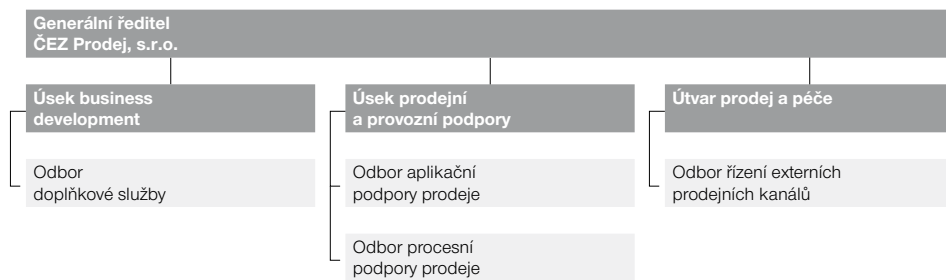 Generální ředitel
ČEZ Prodej, s.r.o.
Úsek business
development
Odbor
doplňkové služby
Úsek prodejní
a provozní podpory
Odbor aplikační
podpory prodeje
Odbor procesní
podpory prodeje
Útvar prodej a péče
Odbor řízení externích
prodejních kanálů